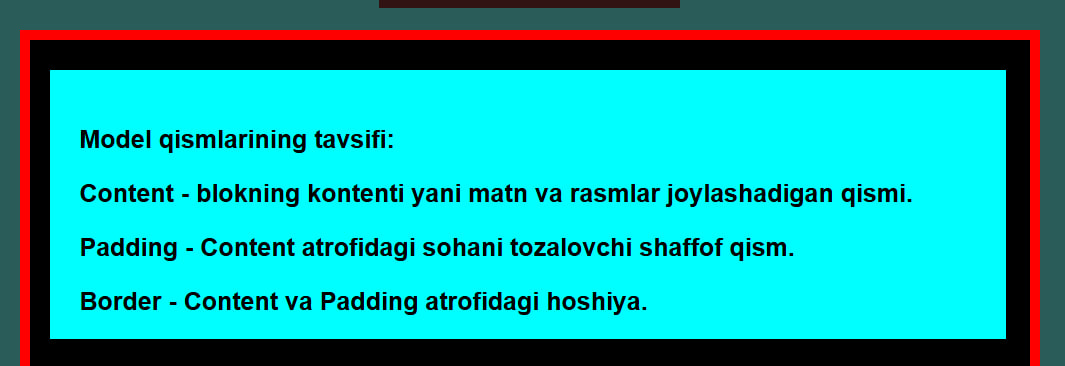 Model qismlarining tavsifi:
Content - blokning kontenti yani matn va rasmlar joylashadigan qismi.
Padding - Content atrofidagi sohani tozalovchi shaffof qism.
Border - Content va Padding atrofidagi hoshiya.